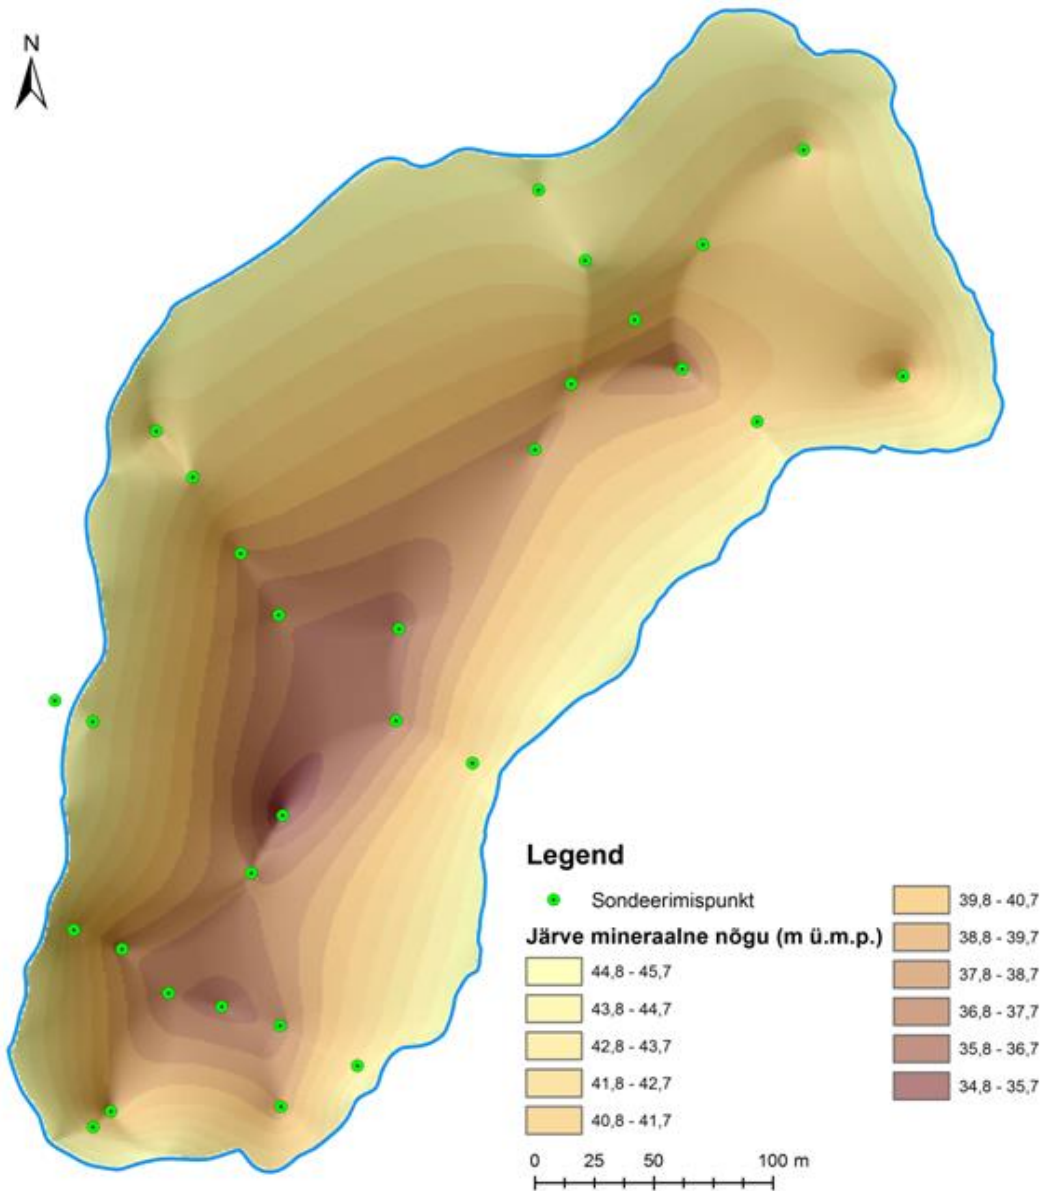 N
Legend
Sondeerimispunkt
Järve mineraalne nõgu (m ü.m.p.)
44,8 - 45,7
43,8 - 44,7
42,8 - 43,7
41,8 - 42,7
40,8 - 41,7
39,8 - 40,7
38,8 - 39,7
37,8 - 38,7
36,8 - 37,7
35,8 - 36,7
34,8 - 35,7
0 25 50 100 m